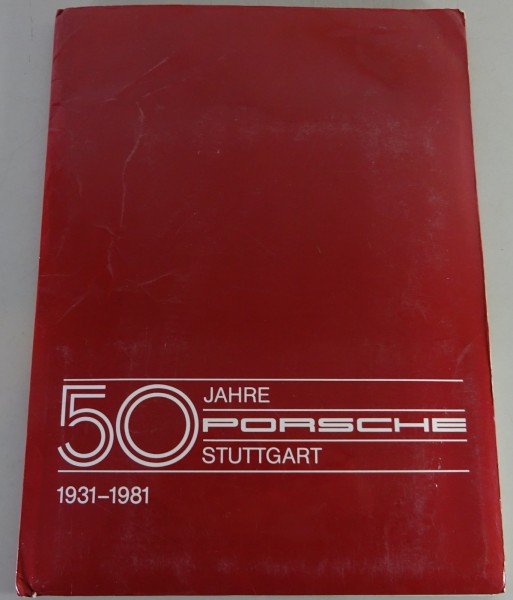 50 JAHRE
PORSCHE
STUTTGART
1931–1981